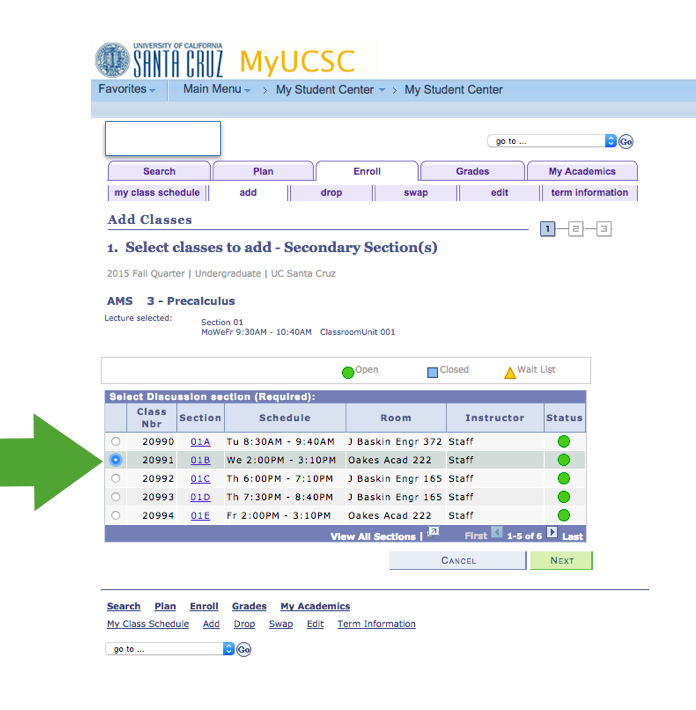 UNIVERSITY OF CALIFORNIA
SANTA CRUZ MyUCSC
Favorites Main Menu > My Student Center > My Student Center
go to ... Go
Search Plan Enroll Grades My Academics
my class schedule add drop swap edit term information
Add Classes
1 2 3
1. Select classes to add - Secondary Section(s)
2015 Fall Quarter | Undergraduate | UC Santa Cruz
AMS 3 - Precalculus
Lecture selected: Section 01
MoWeFr 9:30AM - 10:40AM ClassroomUnit 001
Open Closed Wait List
Select Discussion section (Required):
Class Nbr Section Schedule Room Instructor Status
20990 01A Tu 8:30AM - 9:40AM J Baskin Engr 372 Staff
20991 01B We 2:00PM - 3:10PM Oakes Acad 222 Staff
20992 01C Th 6:00PM - 7:10PM J Baskin Engr 165 Staff
20993 01D Th 7:30PM - 8:40PM J Baskin Engr 165 Staff
20994 01E Fr 2:00PM - 3:10PM Oakes Acad 222 Staff
View All Sections | First 1-5 of 6 Last
CANCEL NEXT
Search Plan Enroll Grades My Academics
My Class Schedule Add Drop Swap Edit Term Information
go to ... Go